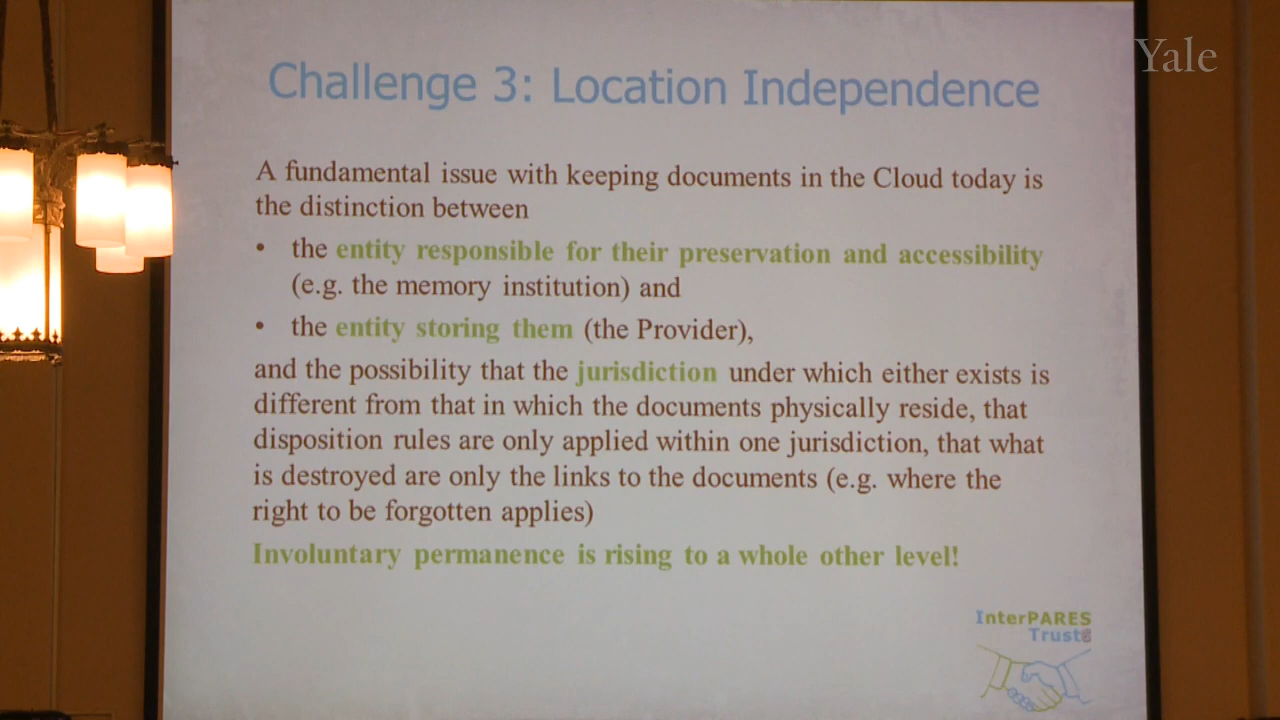 Yale
Challenge 3: Location Independence
A fundamental issue with keeping documents in the Cloud today is
the distinction between
• the entity responsible for their preservation and accessibility
(e.g. the memory institution) and
• the entity storing them (the Provider),
and the possibility that the jurisdiction under which either exists is
different from that in which the documents physically reside, that
disposition rules are only applied within one jurisdiction, that what
is destroyed are only the links to the documents (e.g. where the
right to be forgotten applies)
Involuntary permanence is rising to a whole other level!
InterPARES
Trust